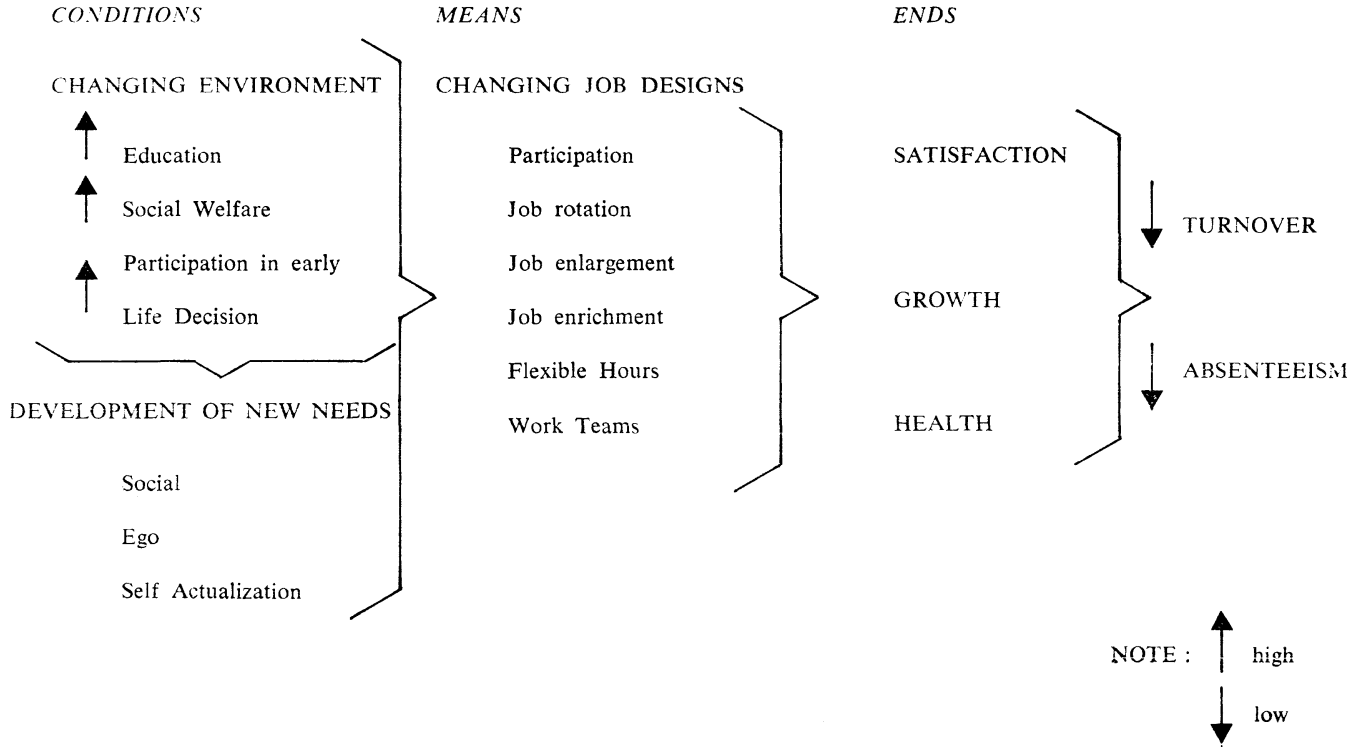 CONDITIONS
MEANS
ENDS
CHANGING ENVIRONMENT
Education
Social Welfare
Participation in early
Life Decision
DEVELOPMENT OF NEW NEEDS
Social
Ego
Self Actualization
CHANGING JOB DESIGNS
Participation
Job rotation
Job enlargement
Job enrichment
Flexible Hours
Work Teams
SATISFACTION
GROWTH
HEALTH
TURNOVER
ABSENTEEISM
NOTE : high
low